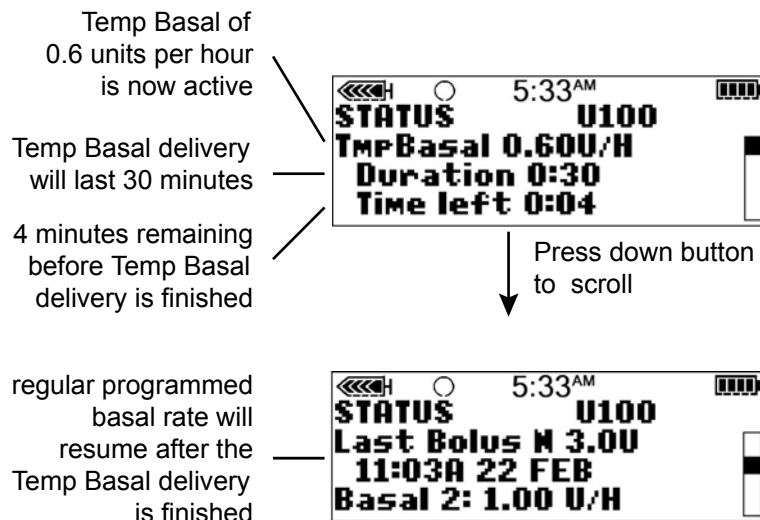 Temp Basal of
0.6 units per hour
is now active
Temp Basal delivery
will last 30 minutes
4 minutes remaining
before Temp Basal
delivery is finished
5:33AM
STATUS U100
TMPBasal 0.60U/H
Duration 0:30
Time left 0:04
Press down button
to scroll
regular programmed
basal rate will
resume after the
Temp Basal delivery
is finished
5:33AM
STATUS U100
Last Bolus N 3.0U
11:03A 22 FEB
Basal 2: 1.00 U/H